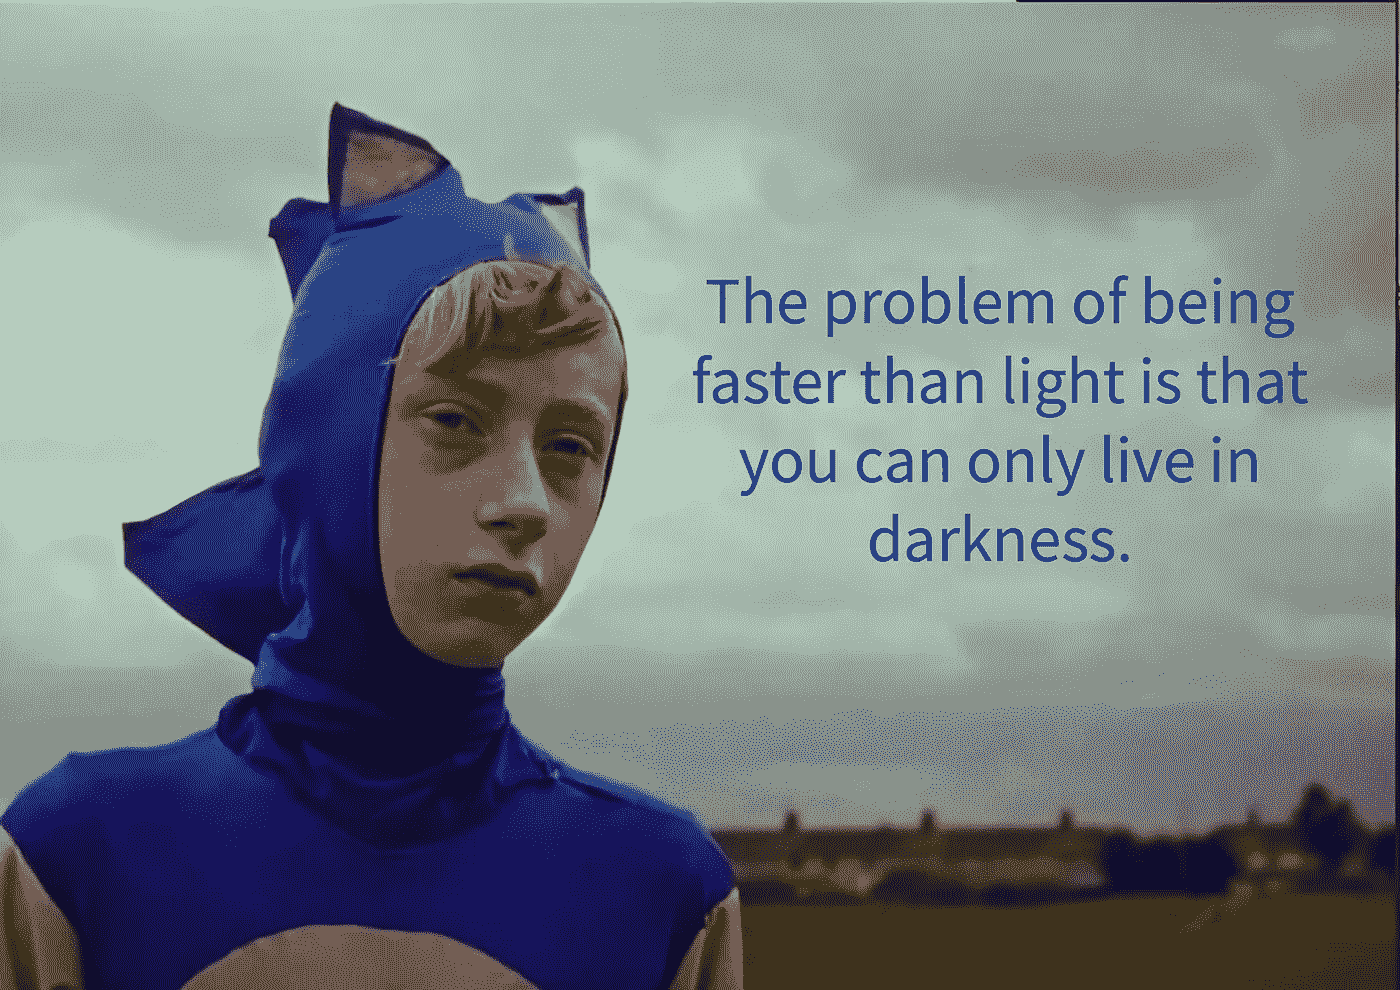 The problem of being
faster than light is that
you can only live in
darkness.